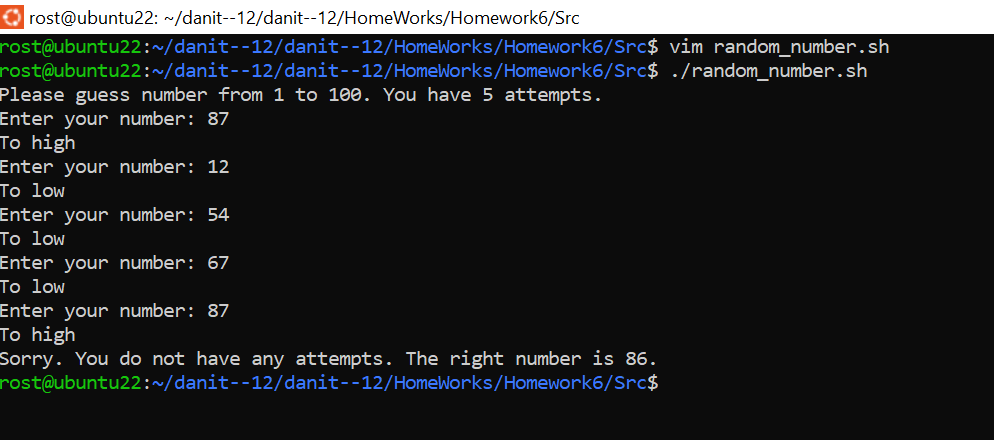 rost@ubuntu22: ~/danit--12/danit--12/HomeWorks/Homework6/Src
rost@ubuntu22:~/danit--12/danit--12/HomeWorks/Homework6/Src$ vim random_number.sh
rost@ubuntu22:~/danit--12/danit--12/HomeWorks/Homework6/Src$ ./random_number.sh
Please guess number from 1 to 100. You have 5 attempts.
Enter your number: 87
To high
Enter your number: 12
To low
Enter your number: 54
To low
Enter your number: 67
To low
Enter your number: 87
To high
Sorry. You do not have any attempts. The right number is 86.
rost@ubuntu22:~/danit--12/danit--12/HomeWorks/Homework6/Src$